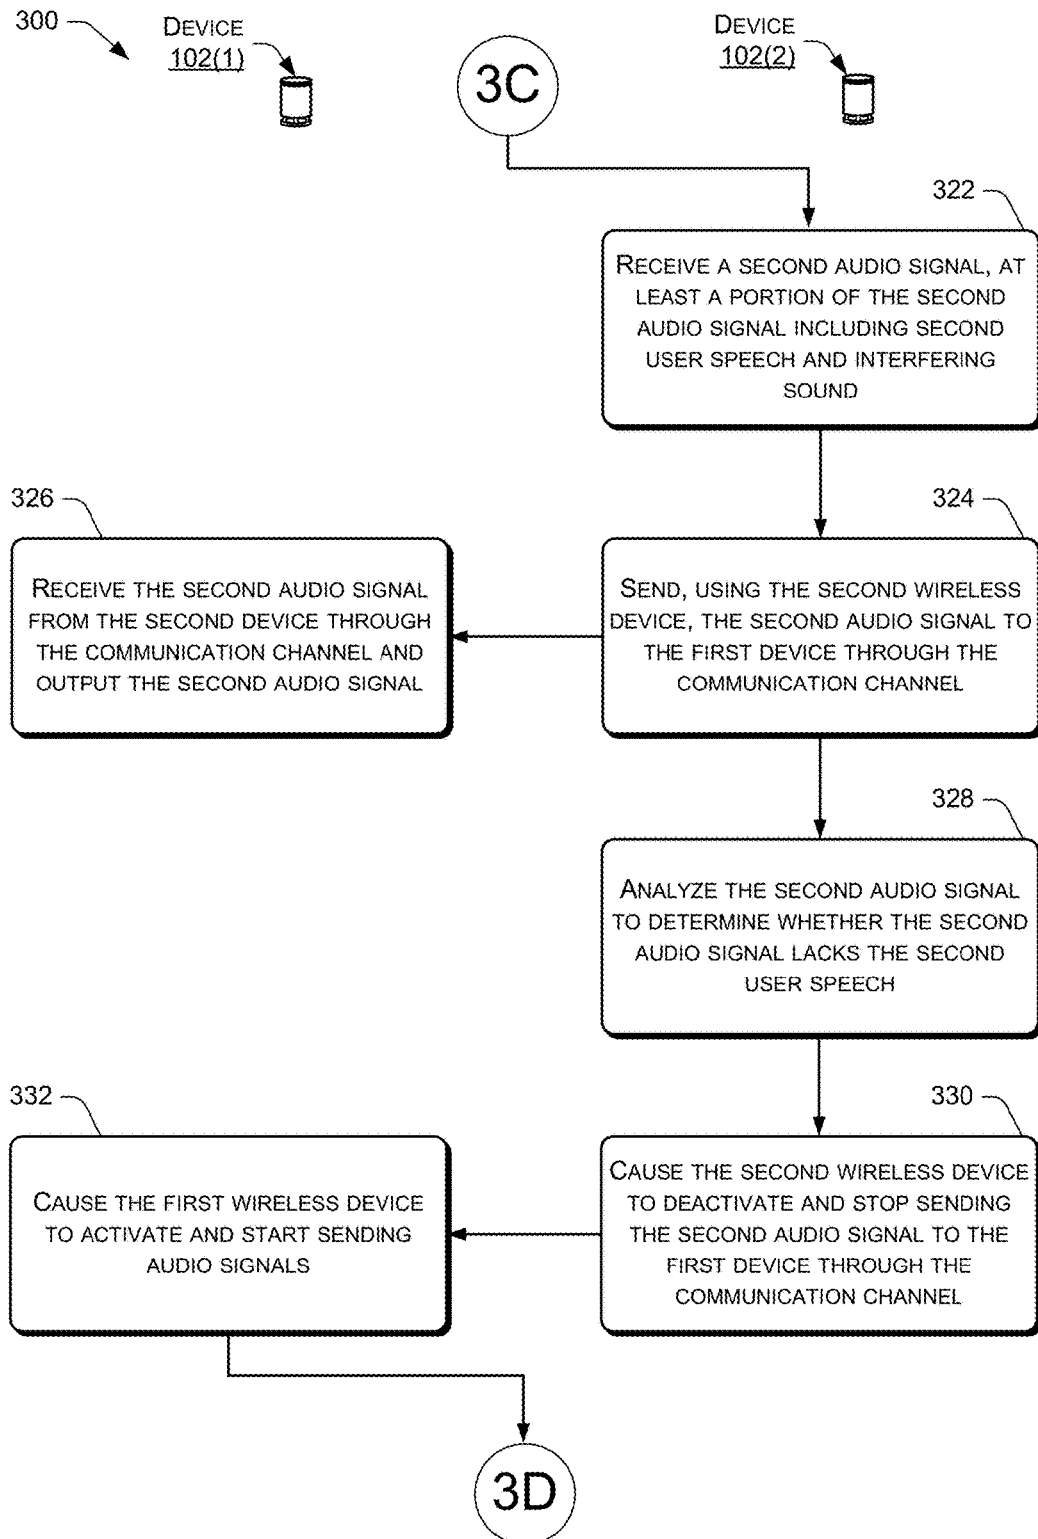 300
DEVICE
102(1)
3C
DEVICE
102(2)
322
RECEIVE A SECOND AUDIO SIGNAL, AT
LEAST A PORTION OF THE SECOND
AUDIO SIGNAL INCLUDING SECOND
USER SPEECH AND INTERFERING
SOUND
326
RECEIVE THE SECOND AUDIO SIGNAL
FROM THE SECOND DEVICE THROUGH
THE COMMUNICATION CHANNEL AND
OUTPUT THE SECOND AUDIO SIGNAL
324
SEND, USING THE SECOND WIRELESS
DEVICE, THE SECOND AUDIO SIGNAL TO
THE FIRST DEVICE THROUGH THE
COMMUNICATION CHANNEL
328
ANALYZE THE SECOND AUDIO SIGNAL
TO DETERMINE WHETHER THE SECOND
AUDIO SIGNAL LACKS THE SECOND
USER SPEECH
332
CAUSE THE FIRST WIRELESS DEVICE
TO ACTIVATE AND START SENDING
AUDIO SIGNALS
330
CAUSE THE SECOND WIRELESS DEVICE
TO DEACTIVATE AND STOP SENDING
THE SECOND AUDIO SIGNAL TO THE
FIRST DEVICE THROUGH THE
COMMUNICATION CHANNEL
3D